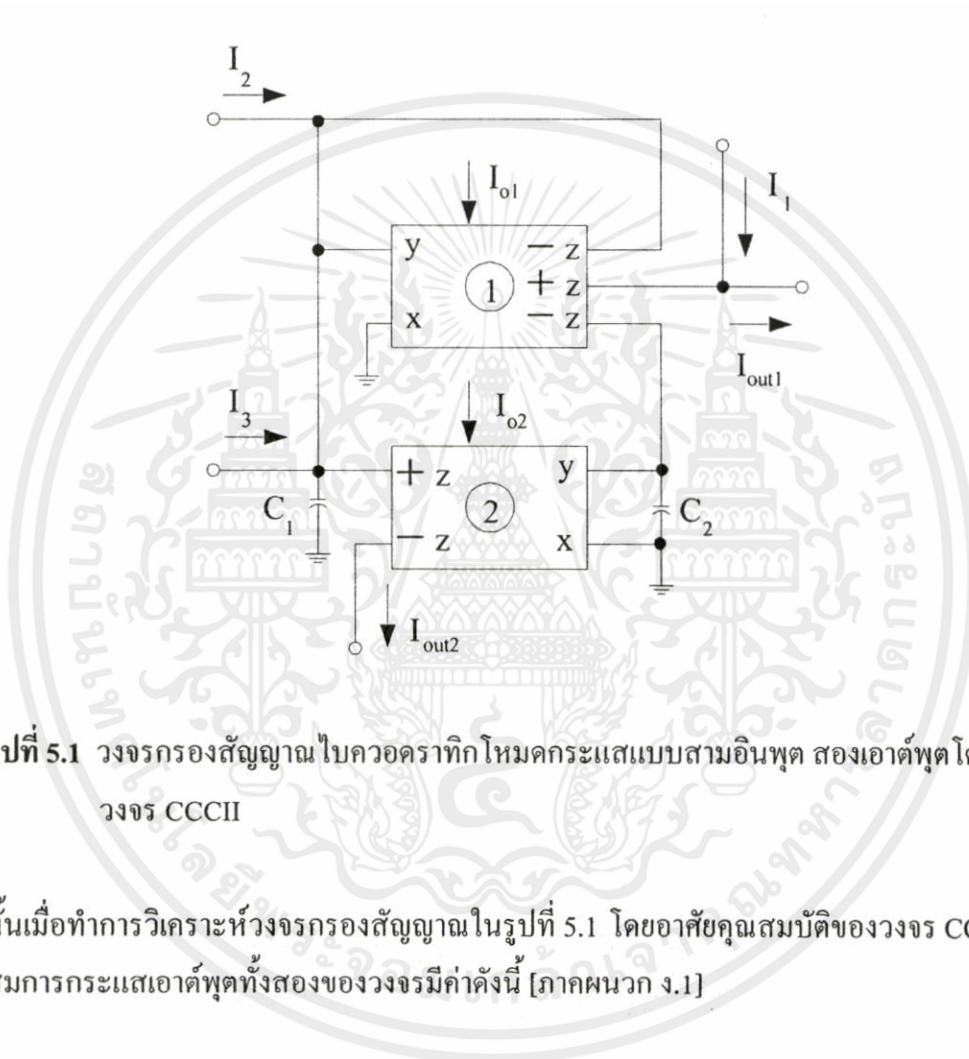 I2
Io1
I1
y
− z
1
+ z
x
− z
Iout1
I3
Io2
+ z
y
C1
2
C2
− z
x
Iout2
ปที่ 5.1 วงจรกรองสัญญาณไบควอดราทิกโหมดกระแสแบบสามอินพุต สองเอาต์พุตโด
วงจร CCCII
นั้นเมื่อทำการวิเคราะห์วงจรกรองสัญญาณในรูปที่ 5.1 โดยอาศัยคุณสมบัติของวงจร CC
สมการกระแสเอาต์พุตทั้งสองของวงจรมีค่าดังนี้ [ภาคผนวก ง.1]